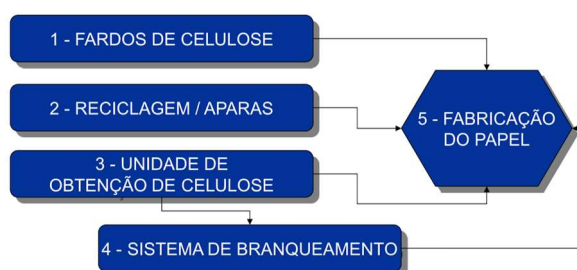 1 - FARDOS DE CELULOSE
2 - RECICLAGEM / APARAS
3 - UNIDADE DE
OBTENÇÃO DE CELULOSE
4 - SISTEMA DE BRANQUEAMENTO
5 - FABRICAÇÃO
DO PAPEL